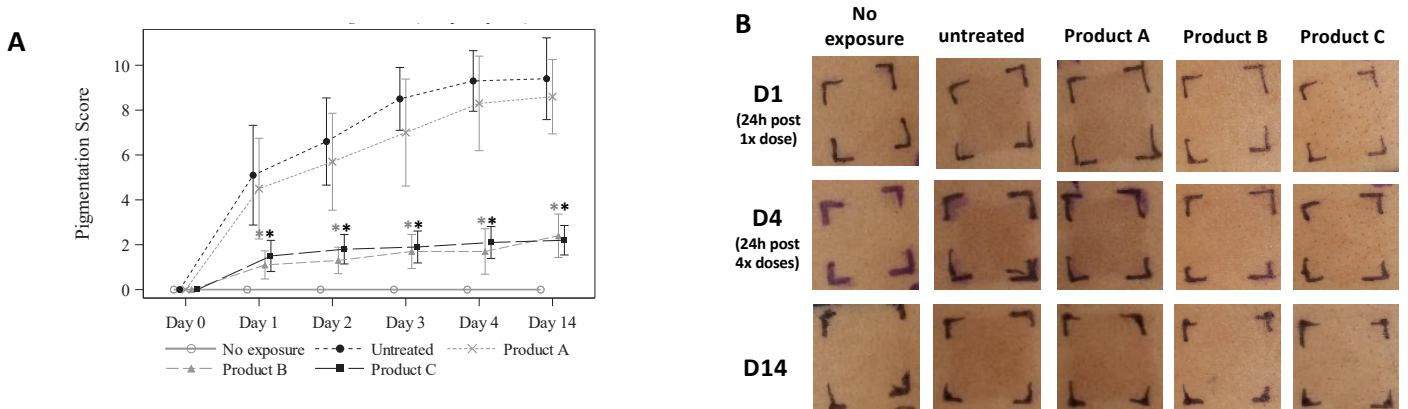 A
Pigmentation Score
10
8
6
4
2
0
* * * * * * * * * *
Day 0 Day 1 Day 2 Day 3 Day 4 Day 14
No exposure Untreated Product A
Product B Product C
B
No
exposure
untreated
Product A
Product B
Product C
D1
(24h post
1x dose)
D4
(24h post
4x doses)
D14